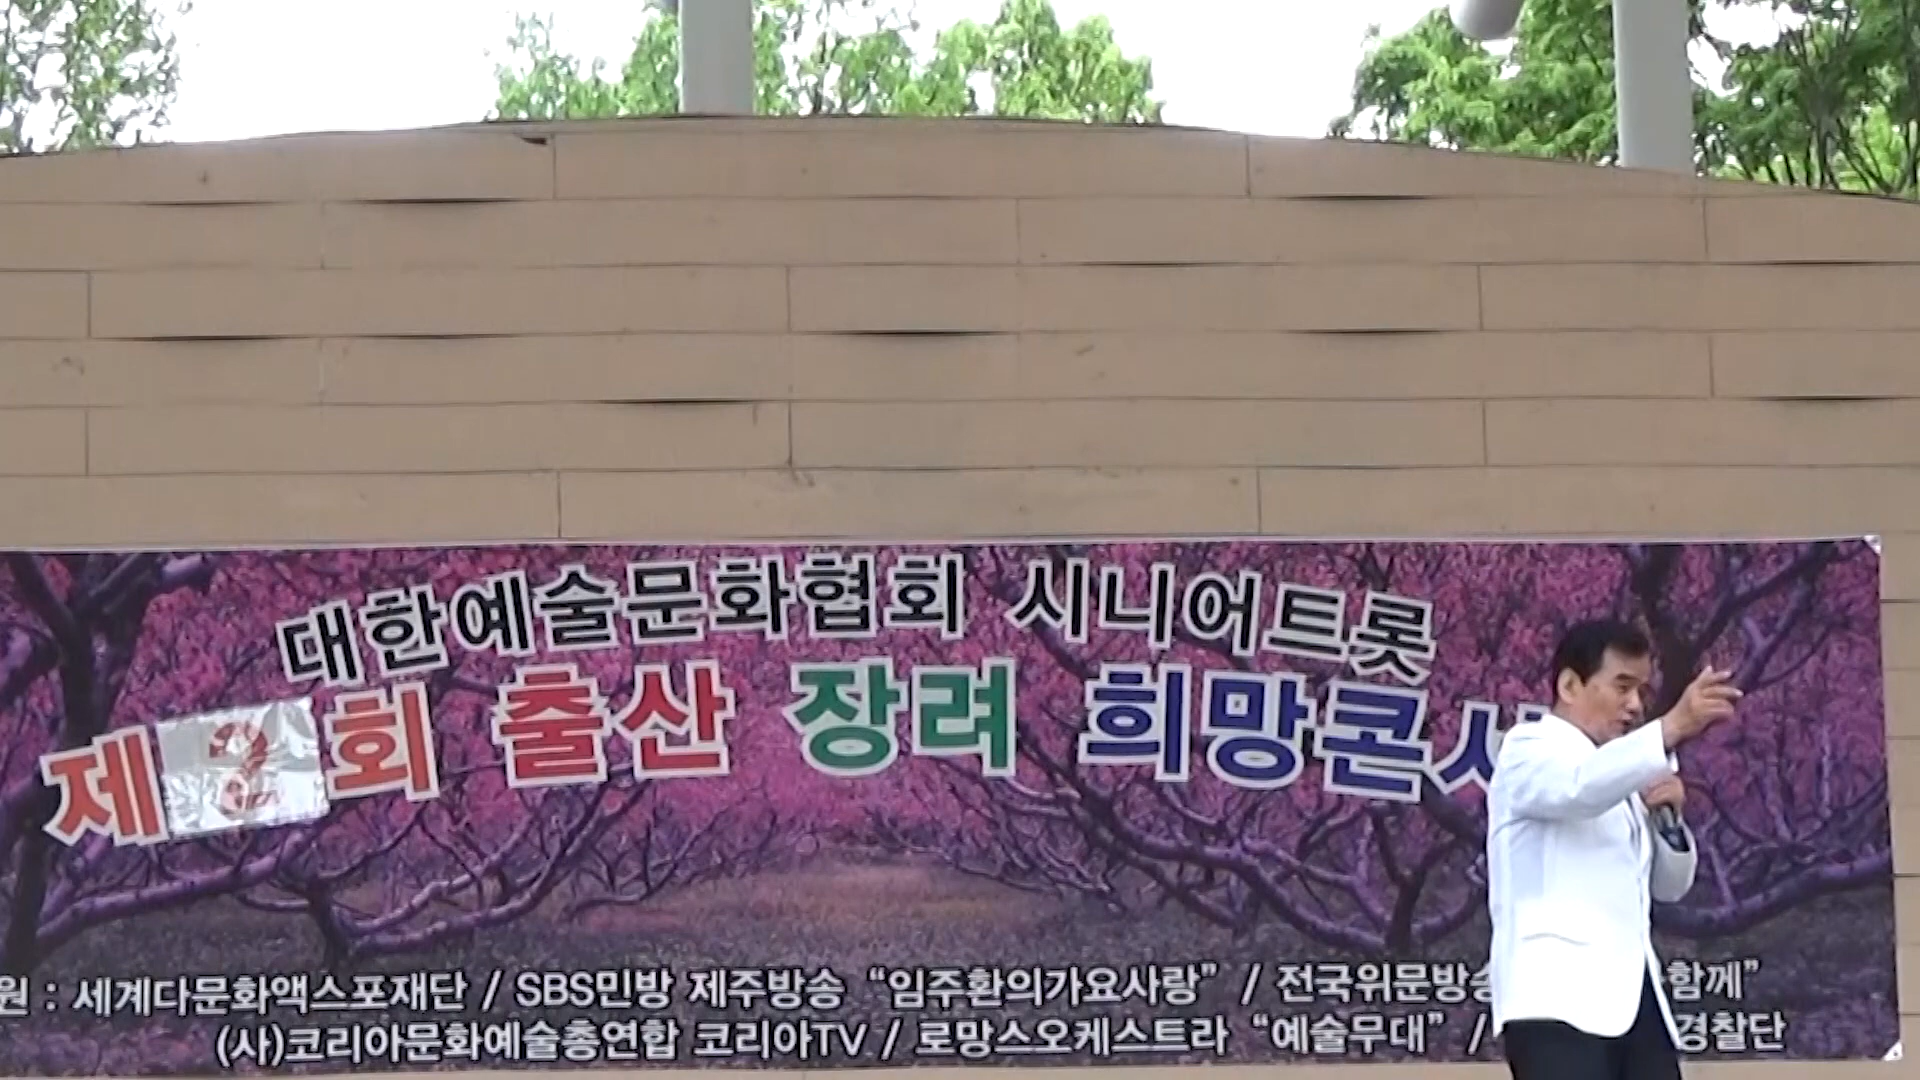 대한예술문화협회 시니어트롯
제3회 출산 장려 희망콘서
원 : 세계다문화액스포재단 / SBS민방 제주방송 “임주환의가요사랑” / 전국위문방송 함께”
(사)코리아문화예술총연합 코리아TV / 로망스오케스트라 “예술무대” / 경찰단